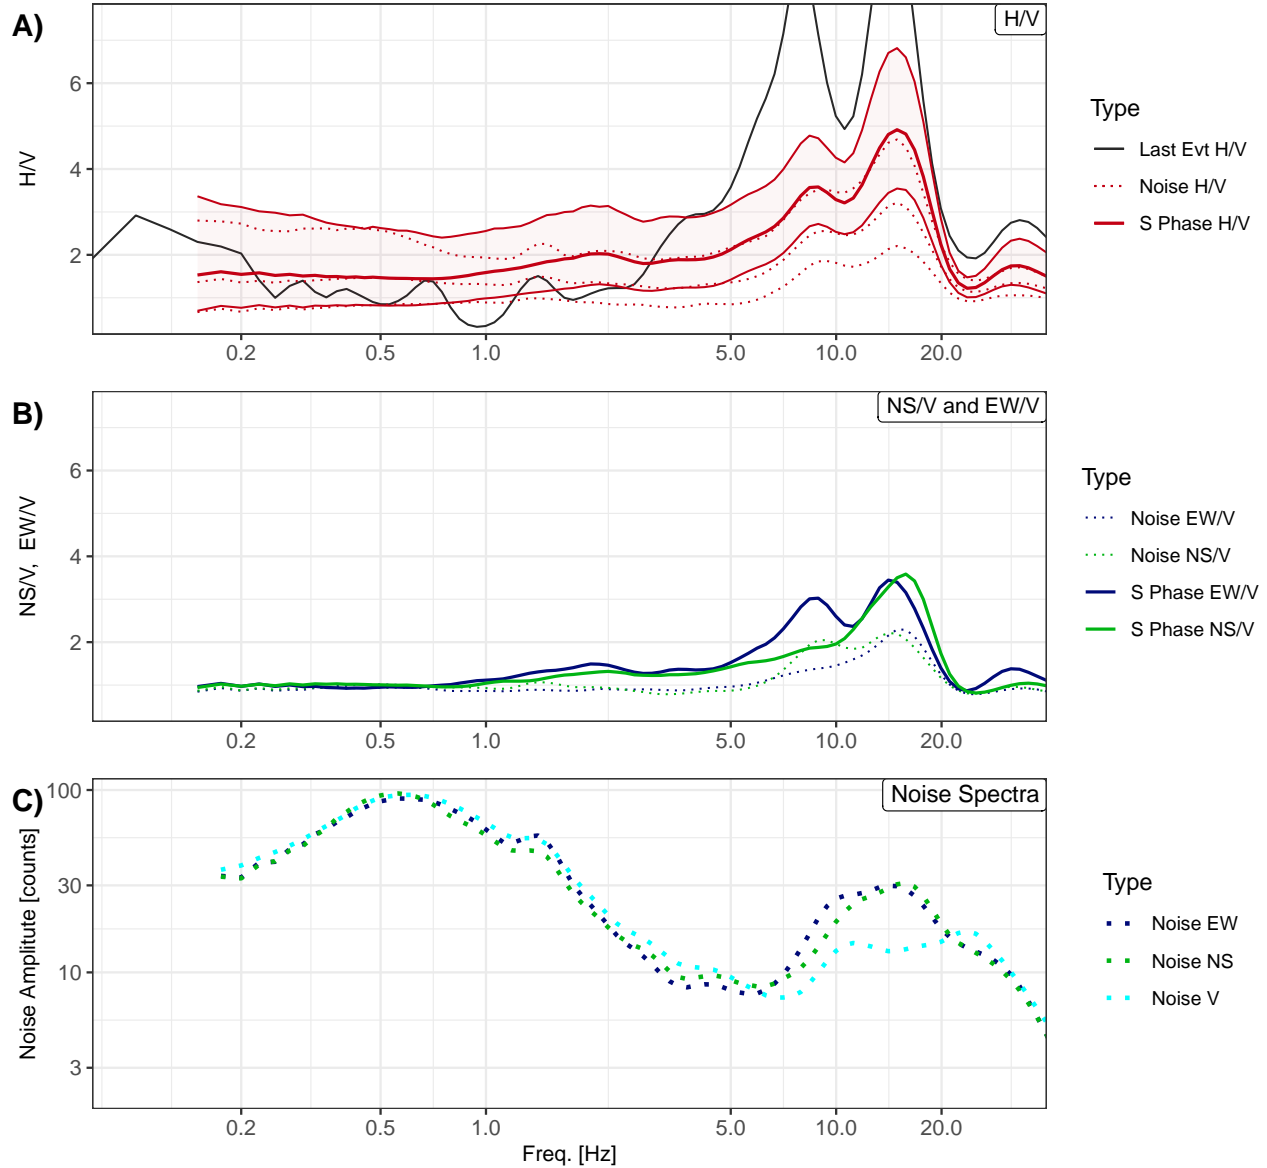 A)
H/V
H/V
6
4
2
0.2 0.5 1.0 5.0 10.0 20.0
Type
Last Evt H/V
Noise H/V
S Phase H/V
B)
NS/V and EW/V
NS/V, EW/V
6
4
2
0.2 0.5 1.0 5.0 10.0 20.0
Type
Noise EW/V
Noise NS/V
S Phase EW/V
S Phase NS/V
C)
Noise Spectra
Noise Amplitute [counts]
100
30
10
3
0.2 0.5 1.0 5.0 10.0 20.0
Freq. [Hz]
Type
Noise EW
Noise NS
Noise V